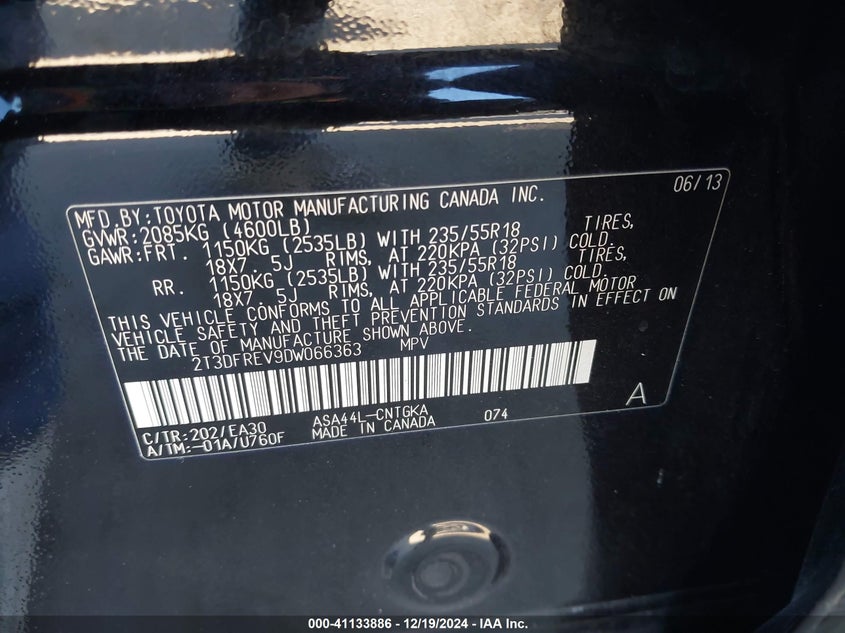 06/13
MFD.BY:TOYOTA MOTOR MANUFACTURING CANADA INC.
GVWR:2085KG (4600LB)
GAWR:FRT. 1150KG (2535LB) WITH 235/55R18 TIRES,
18X7. 5J RIMS, AT 220KPA (32PSI) COLD.
RR. 1150KG (2535LB) WITH 235/55R18 TIRES,
18X7. 5J RIMS, AT 220KPA (32PSI) COLD.
THIS VEHICLE CONFORMS TO ALL APPLICABLE FEDERAL MOTOR
VEHICLE SAFETY AND THEFT PREVENTION STANDARDS IN EFFECT ON
THE DATE OF MANUFACTURE SHOWN ABOVE.
2T3DFREV9DW066363 MPV
A
C/TR:202/EA30 ASA44L-CNTGKA 074
A/TM:-01A/U760F MADE IN CANADA
000-41133886 - 12/19/2024 - IAA Inc.